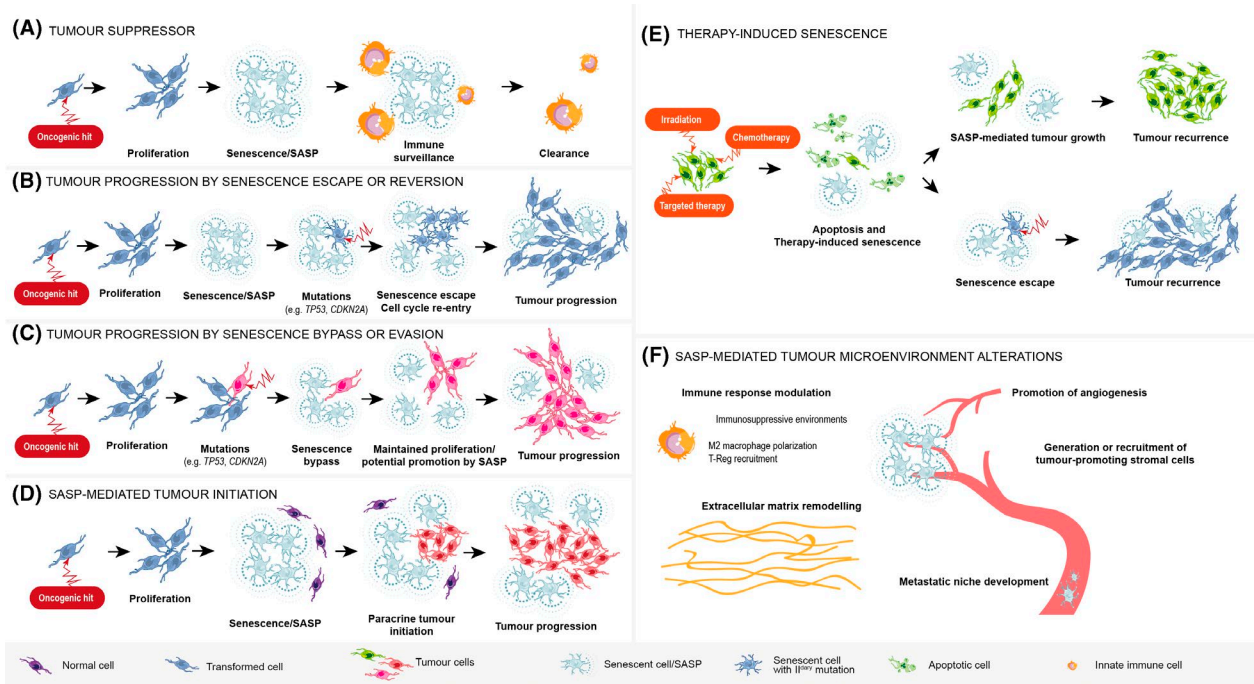 (A) TUMOUR SUPPRESSOR
Oncogenic hit
Proliferation
Senescence/SASP
Immune
surveillance
Clearance
(B) TUMOUR PROGRESSION BY SENESCENCE ESCAPE OR REVERSION
Oncogenic hit
Proliferation
Senescence/SASP
Mutations
(e.g. TP53, CDKN2A)
Senescence escape
Cell cycle re-entry
Tumour progression
(C) TUMOUR PROGRESSION BY SENESCENCE BYPASS OR EVASION
Oncogenic hit
Proliferation
Mutations
(e.g. TP53, CDKN2A)
Senescence
bypass
Maintained proliferation/
potential promotion by SASP
Tumour progression
(D) SASP-MEDIATED TUMOUR INITIATION
Oncogenic hit
Proliferation
Senescence/SASP
Paracrine tumour
initiation
Tumour progression
(E) THERAPY-INDUCED SENESCENCE
Irradiation
Chemotherapy
Targeted therapy
Apoptosis and
Therapy-induced senescence
SASP-mediated tumour growth
Tumour recurrence
Senescence escape
Tumour recurrence
(F) SASP-MEDIATED TUMOUR MICROENVIRONMENT ALTERATIONS
Immune response modulation
Immunosuppressive environments
M2 macrophage polarization
T-Reg recruitment
Extracellular matrix remodelling
Promotion of angiogenesis
Generation or recruitment of
tumour-promoting stromal cells
Metastatic niche development
Normal cell
Transformed cell
Tumour cells
Senescent cell/SASP
Senescent cell
with IIdary mutation
Apoptotic cell
Innate immune cell